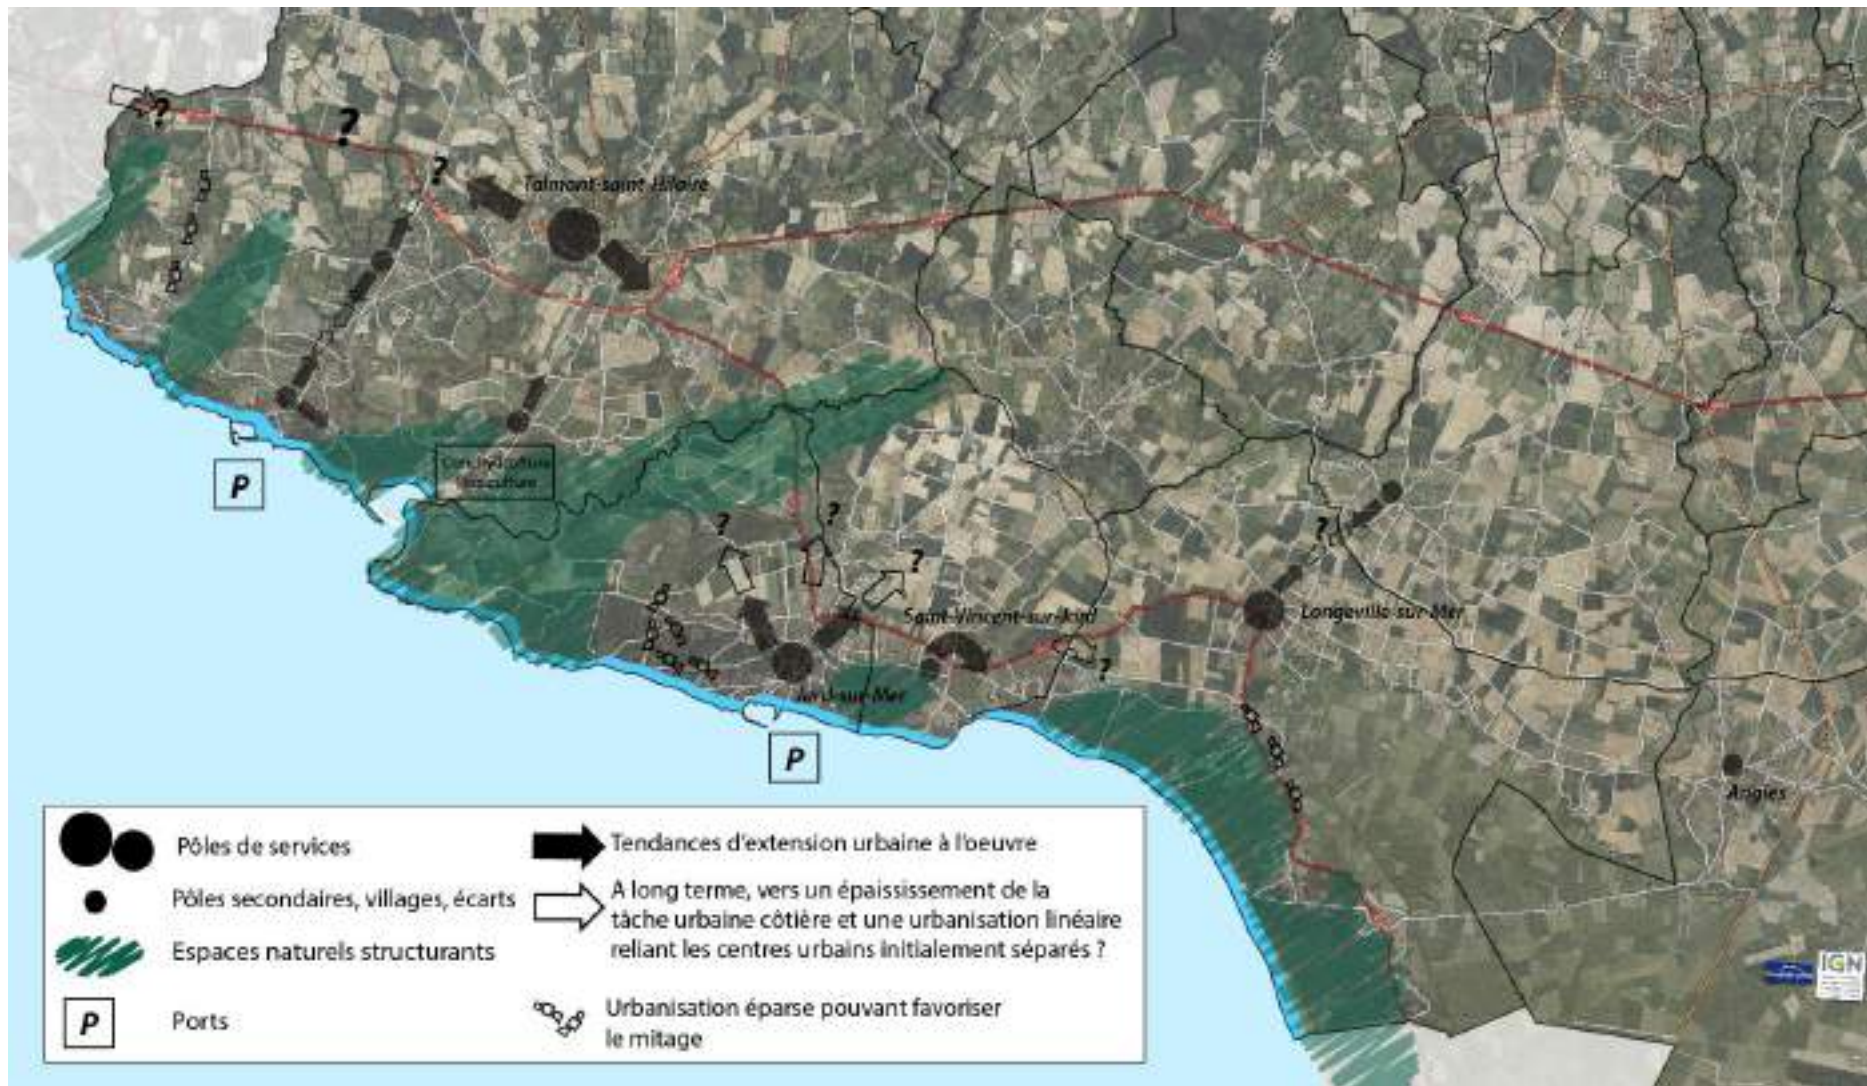 ?
?
?
Talmont-saint-Hilaire
P
Conchyliculture
?
?
?
?
Saint-Vincent-sur-Jard
Longeville-sur-Mer
?
Jard-sur-Mer
P
Angles
Pôles de services
Pôles secondaires, villages, écarts
Espaces naturels structurants
P
Ports
Tendances d'extension urbaine à l'oeuvre
A long terme, vers un épaississement de la
tâche urbaine côtière et une urbanisation linéaire
reliant les centres urbains initialement séparés ?
Urbanisation éparse pouvant favoriser
le mitage
IGN